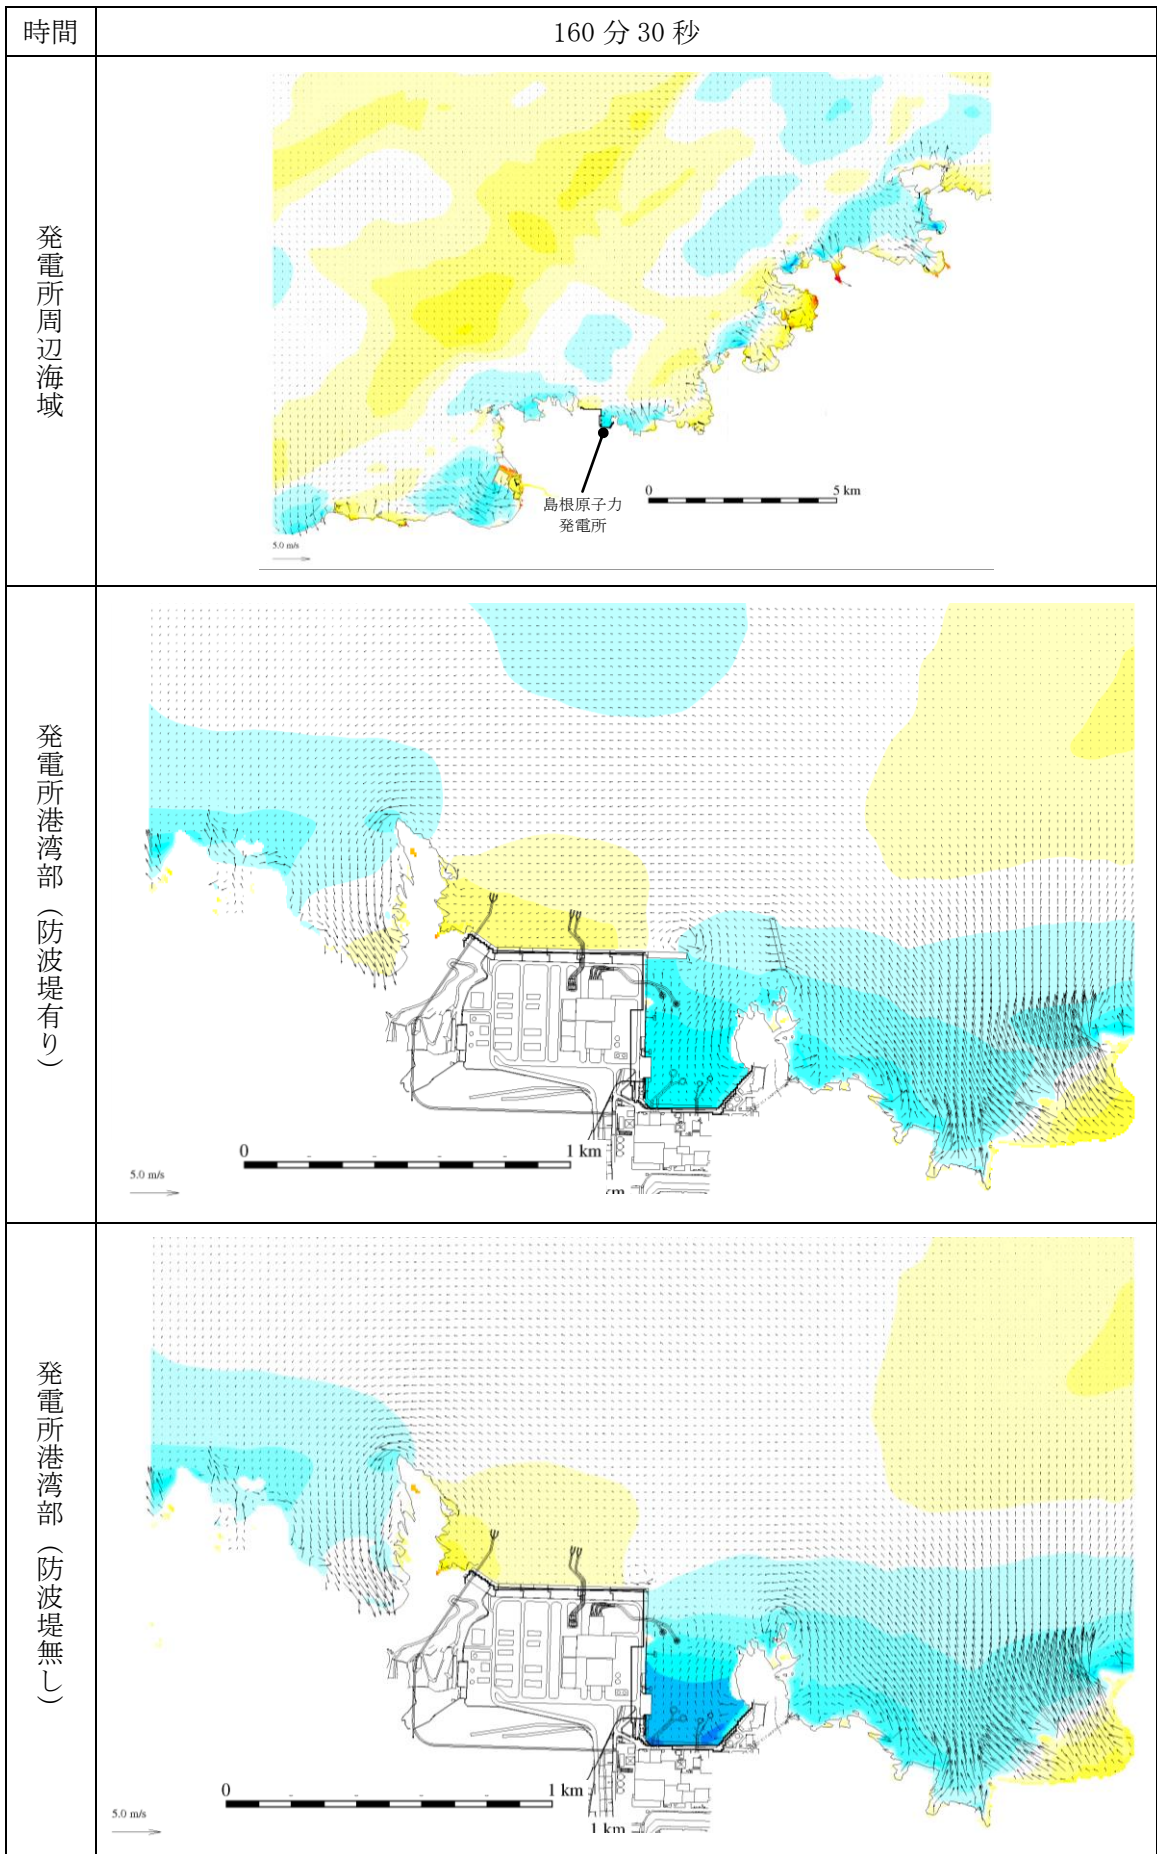 時間
160 分 30 秒
発電所周辺海域
島根原子力
発電所
0 5 km
5.0 m/s
発電所港湾部（防波堤有り）
0 1 km
5.0 m/s
発電所港湾部（防波堤無し）
0 1 km
5.0 m/s
1 km